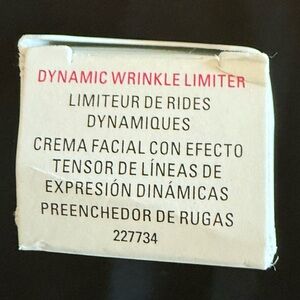 DYNAMIC WRINKLE LIMITER
LIMITEUR DE RIDES
DYNAMIQUES
CREMA FACIAL CON EFECTO
TENSOR DE LÍNEAS DE
EXPRESIÓN DINÁMICAS
PREENCHEDOR DE RUGAS
227734